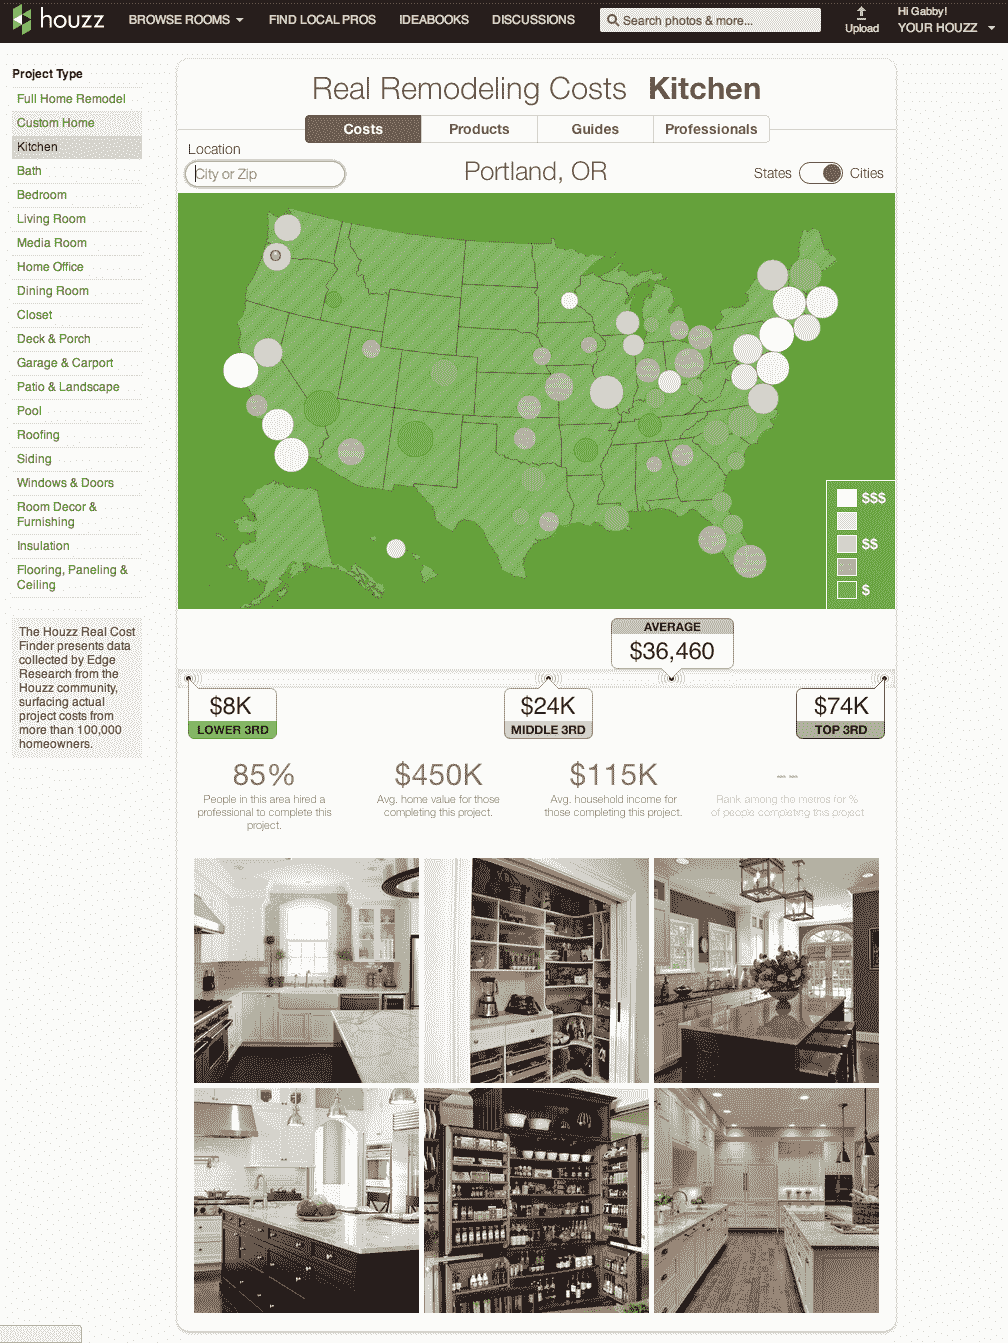 houzz
BROWSE ROOMS
FIND LOCAL PROS
IDEABOOKS
DISCUSSIONS
Search photos & more...
Upload
Hi Gabby!
YOUR HOUZZ
Project Type
Full Home Remodel
Custom Home
Kitchen
Bath
Bedroom
Living Room
Media Room
Home Office
Dining Room
Closet
Deck & Porch
Garage & Carport
Patio & Landscape
Pool
Roofing
Siding
Windows & Doors
Room Decor &
Furnishing
Insulation
Flooring, Paneling &
Ceiling
The Houzz Real Cost
Finder presents data
collected by Edge
Research from the
Houzz community,
surfacing actual
project costs from
more than 100,000
homeowners.
Real Remodeling Costs Kitchen
Costs
Products
Guides
Professionals
Location
City or Zip
Portland, OR
States
Cities
$$$
$$
$
AVERAGE
$36,460
$8K
LOWER 3RD
$24K
MIDDLE 3RD
$74K
TOP 3RD
85%
People in this area hired a
professional to complete this
project.
$450K
Avg. home value for those
completing this project.
$115K
Avg. household income for
those completing this project.
--
Rank among the metros for %
of people completing this project